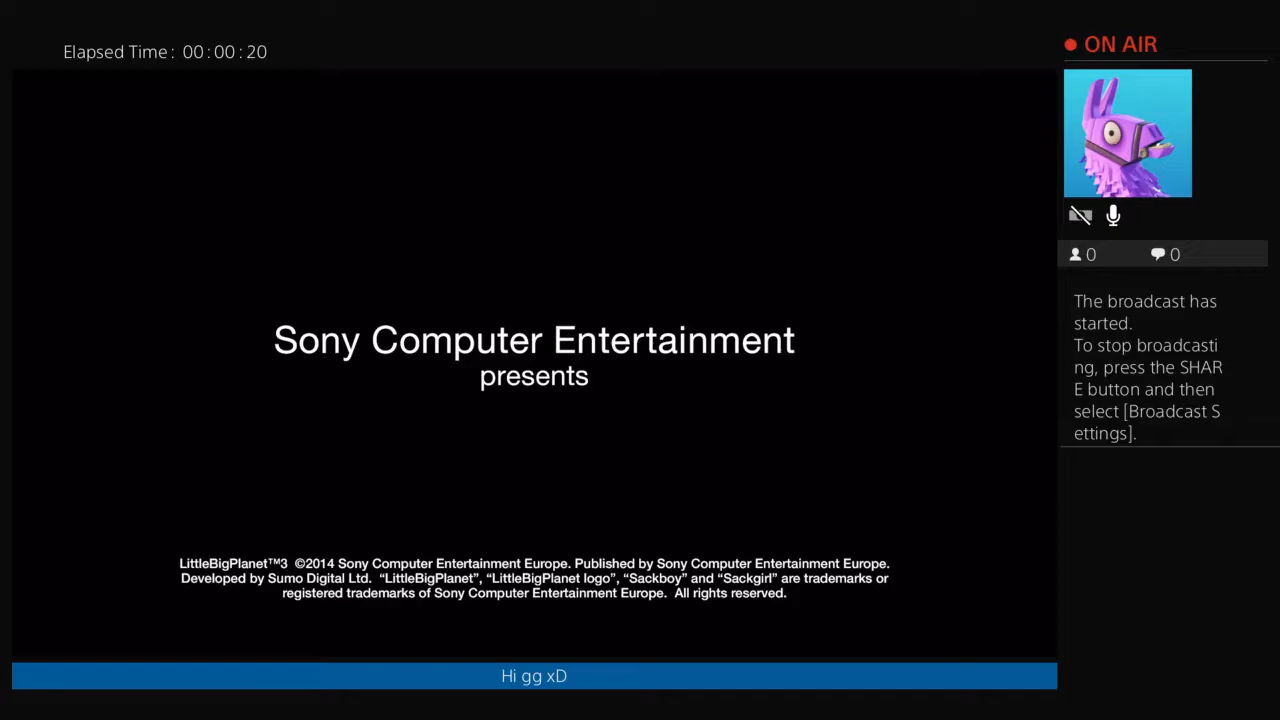 Elapsed Time: 00:00:20
ON AIR
0 0
The broadcast has
started.
To stop broadcasti
ng, press the SHAR
E button and then
select [Broadcast S
ettings].
Sony Computer Entertainment
presents
LittleBigPlanet™3 ©2014 Sony Computer Entertainment Europe. Published by Sony Computer Entertainment Europe.
Developed by Sumo Digital Ltd. “LittleBigPlanet”, “LittleBigPlanet logo”, “Sackboy” and “Sackgirl” are trademarks or
registered trademarks of Sony Computer Entertainment Europe. All rights reserved.
Hi gg xD